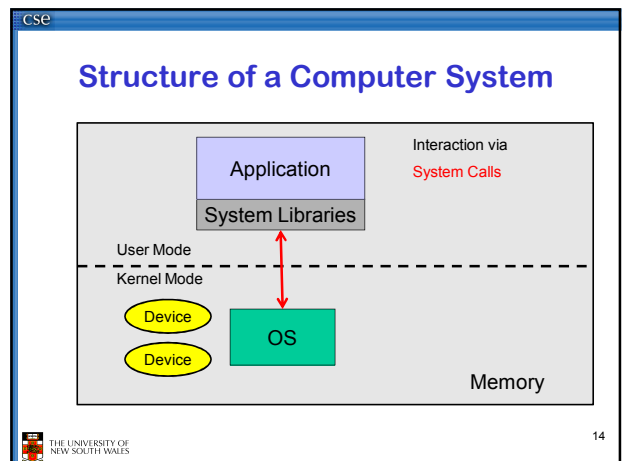 cse
Structure of a Computer System
Interaction via
System Calls
Application
System Libraries
User Mode
Kernel Mode
Device
OS
Device
Memory
THE UNIVERSITY OF
NEW SOUTH WALES
14